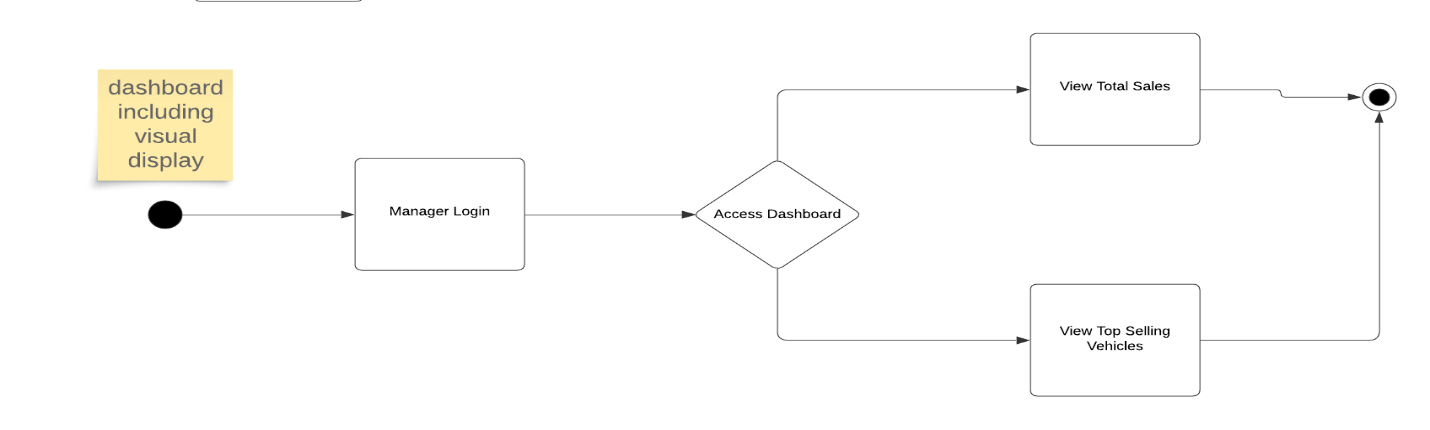 dashboard
including
visual
display
Manager Login
Access Dashboard
View Total Sales
View Top Selling
Vehicles